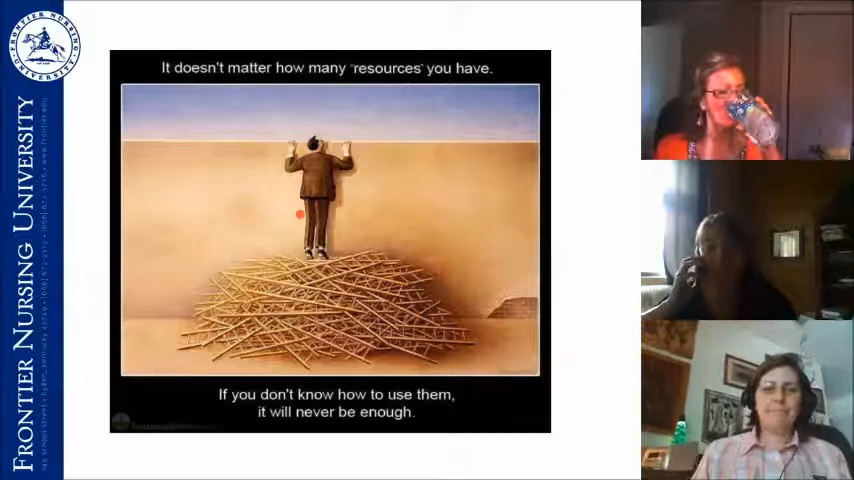 FRONTIER NURSING
UNIVERSITY
FRONTIER NURSING UNIVERSITY
It doesn't matter how many "resources" you have.
If you don't know how to use them,
it will never be enough.